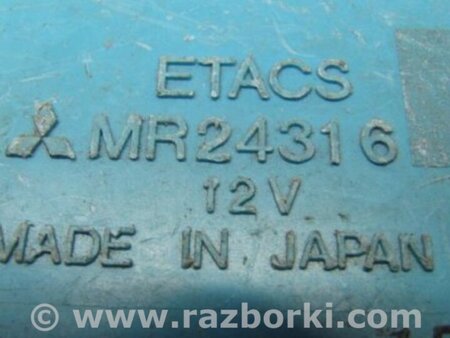 ETACS
MR24316
12V
MADE IN JAPAN
© www.razborki.com